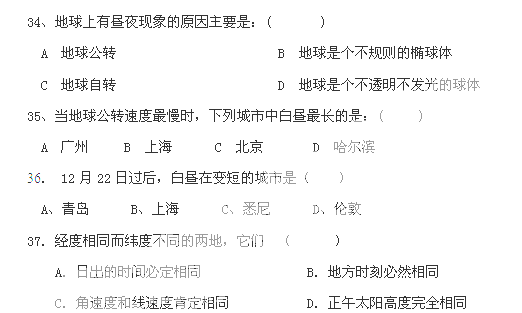 34、地球上有昼夜现象的原因主要是：(　　)
A 地球公转 B 地球是个不规则的椭球体
C 地球自转 D 地球是个不透明不发光的球体
35、当地球公转速度最慢时，下列城市中白昼最长的是：(　　)
A 广州 B 上海 C 北京 D 哈尔滨
36. 12月22日过后，白昼在变短的城市是（　　）
A、青岛 B、上海 C、悉尼 D、伦敦
37. 经度相同而纬度不同的两地，它们 （　　）
A. 日出的时间必定相同 B. 地方时刻必然相同
C. 角速度和线速度肯定相同 D. 正午太阳高度完全相同